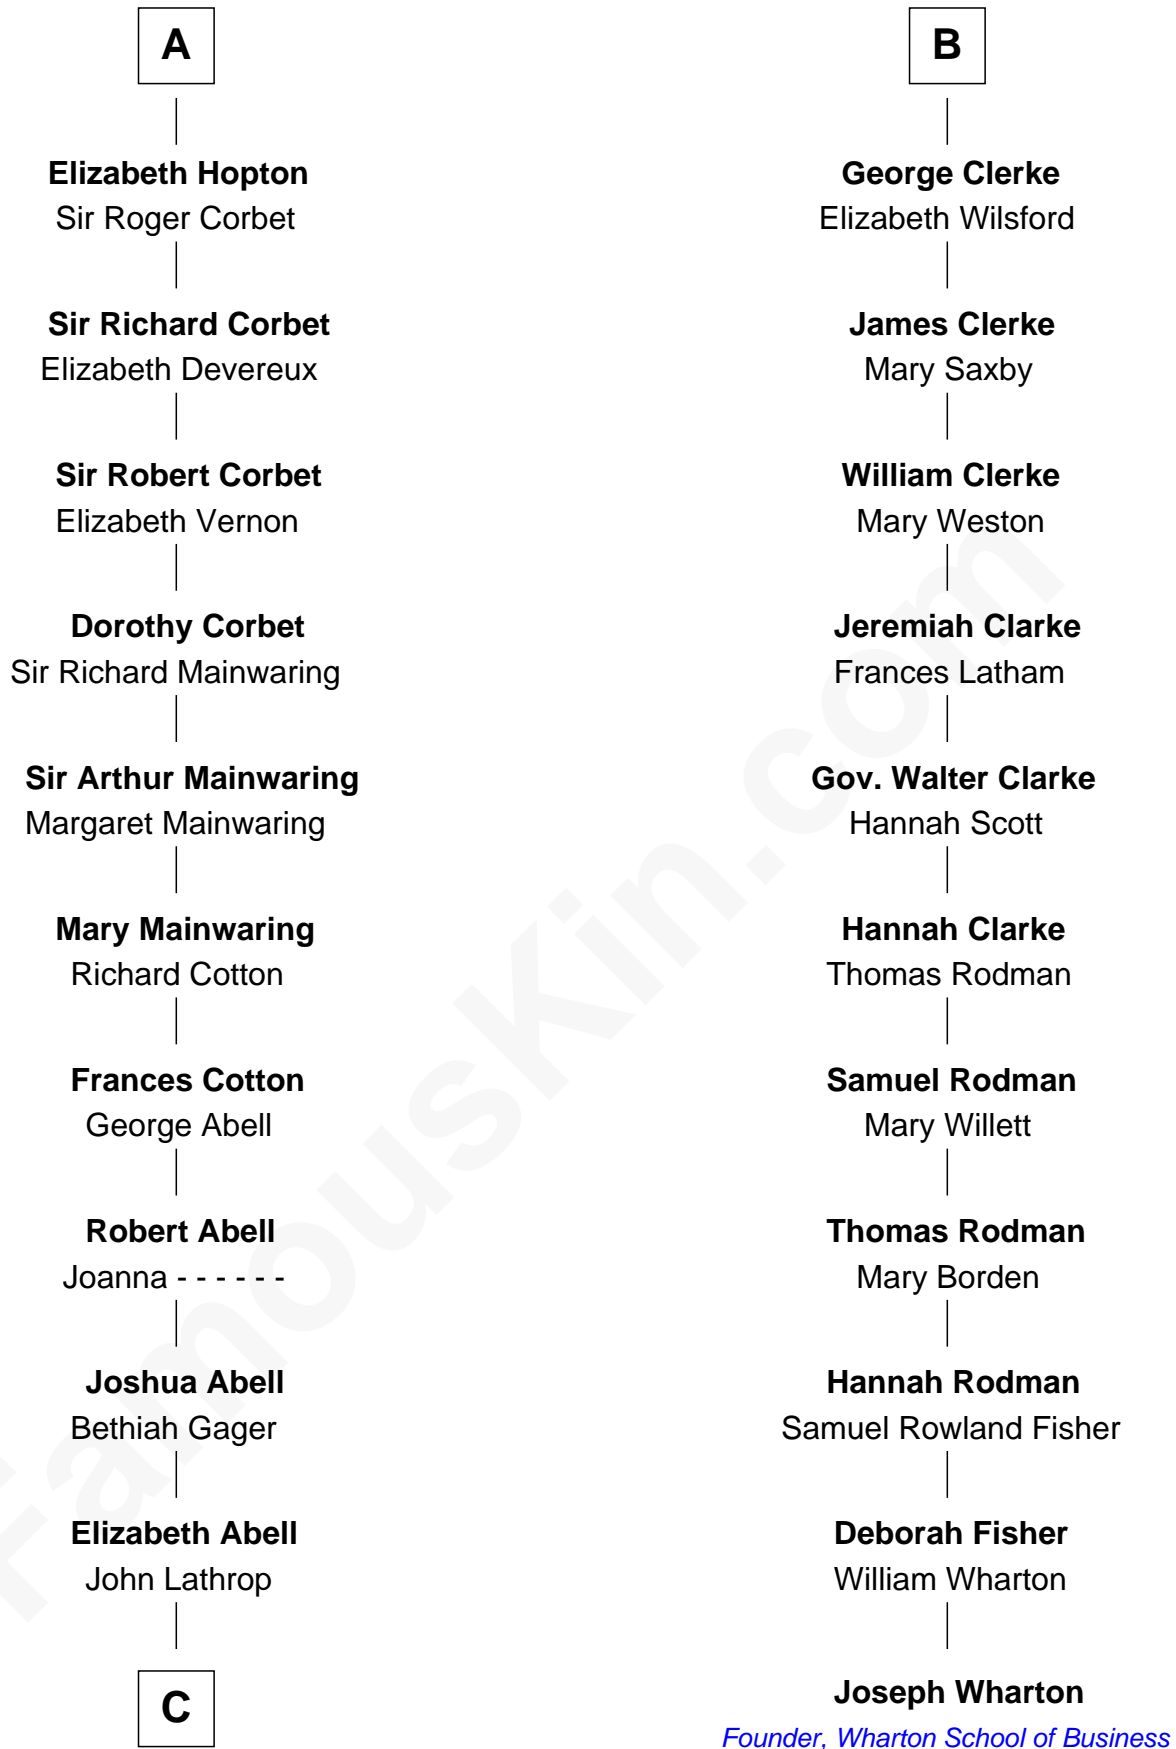 A
Elizabeth Hopton
Sir Roger Corbet
Sir Richard Corbet
Elizabeth Devereux
Sir Robert Corbet
Elizabeth Vernon
Dorothy Corbet
Sir Richard Mainwaring
Sir Arthur Mainwaring
Margaret Mainwaring
Mary Mainwaring
Richard Cotton
Frances Cotton
George Abell
Robert Abell
Joanna - - - - - -
Joshua Abell
Bethiah Gager
Elizabeth Abell
John Lathrop
C
B
George Clerke
Elizabeth Wilsford
James Clerke
Mary Saxby
William Clerke
Mary Weston
Jeremiah Clarke
Frances Latham
Gov. Walter Clarke
Hannah Scott
Hannah Clarke
Thomas Rodman
Samuel Rodman
Mary Willett
Thomas Rodman
Mary Borden
Hannah Rodman
Samuel Rowland Fisher
Deborah Fisher
William Wharton
Joseph Wharton
Founder, Wharton School of Business
FamousKin.com